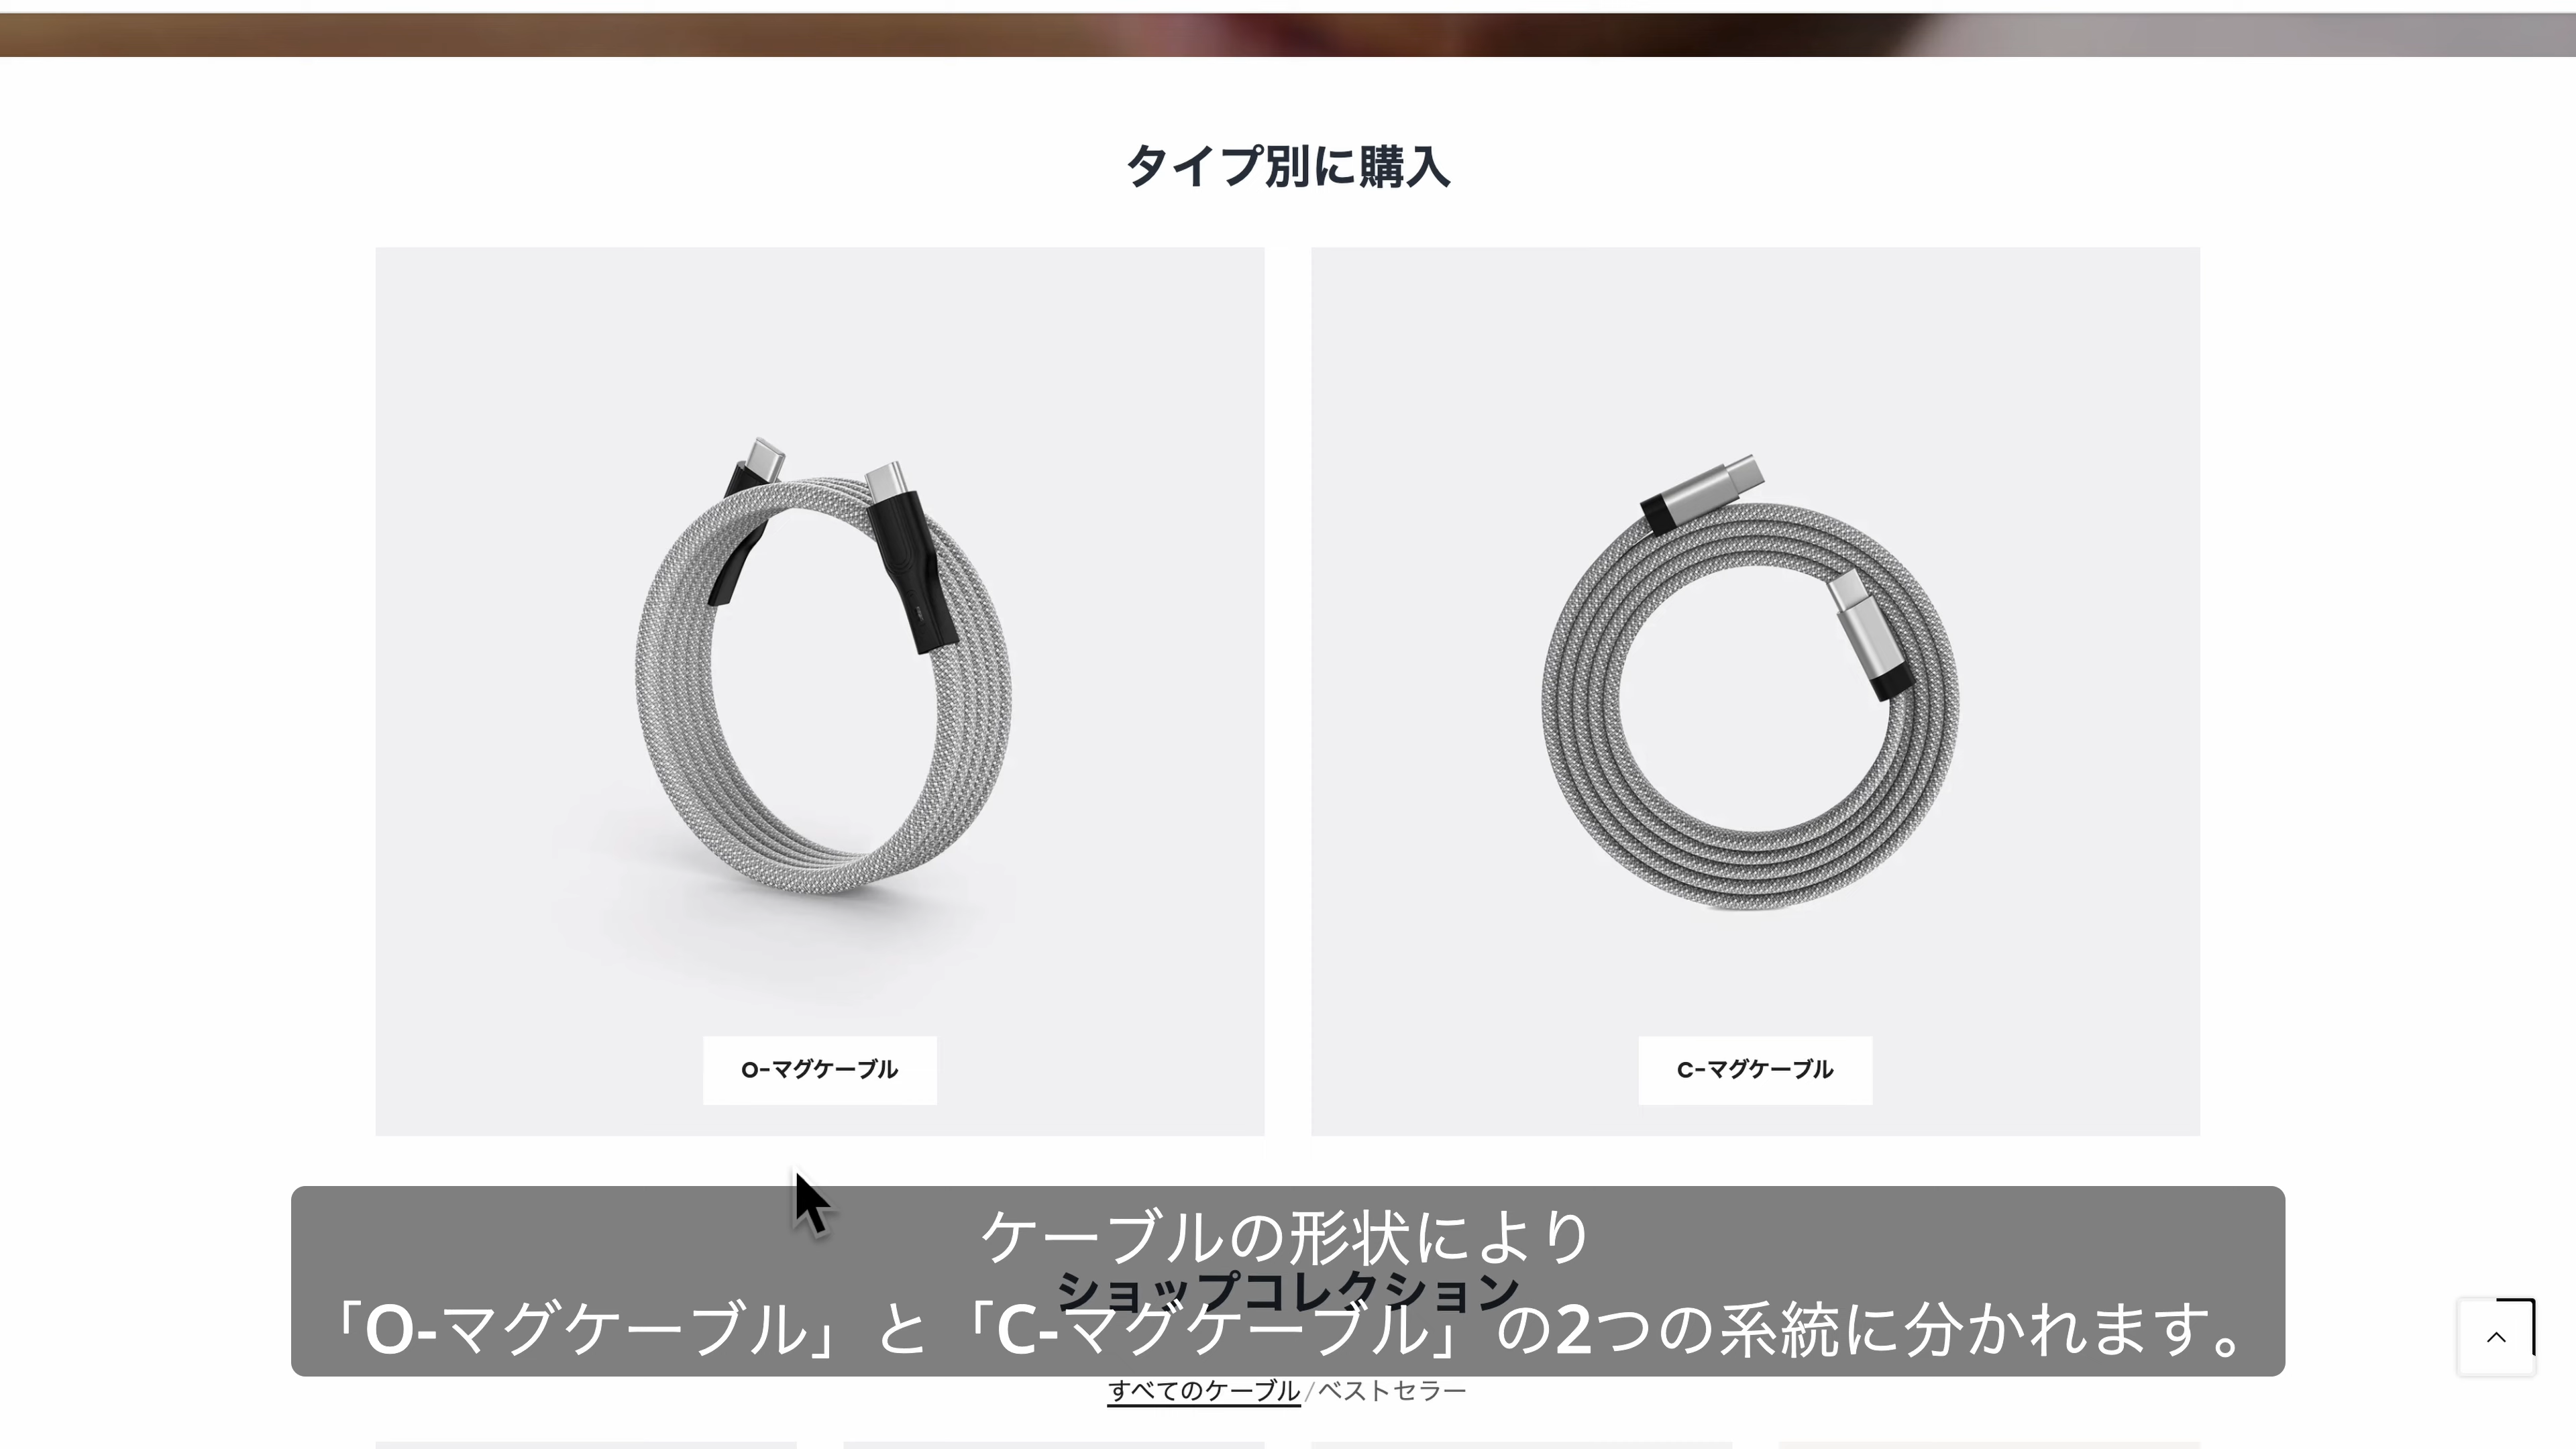 タイプ別に購入
O-マグケーブル
C-マグケーブル
ケーブルの形状により
ショップコレクション
「O-マグケーブル」と「C-マグケーブル」の2つの系統に分かれます。
すべてのケーブル/ベストセラー